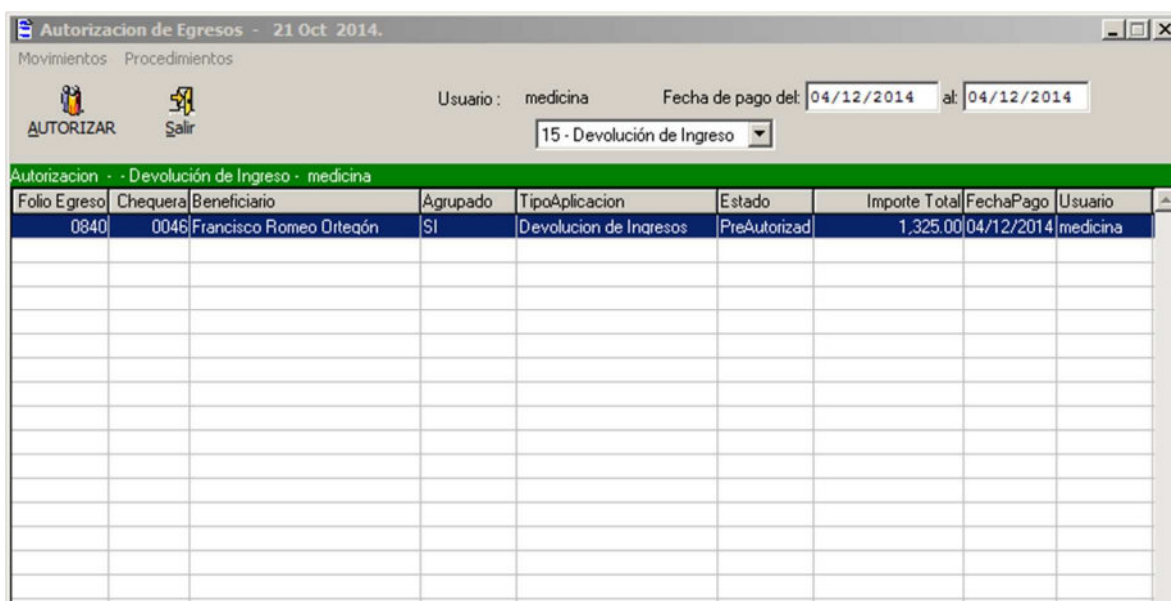 Autorizacion de Egresos - 21 Oct 2014.
Movimientos Procedimientos
AUTORIZAR Salir Usuario : medicina Fecha de pago del: 04/12/2014 al: 04/12/2014
15 - Devolución de Ingreso
Autorizacion - - Devolución de Ingreso - medicina
Folio Egreso Chequera Beneficiario Agrupado TipoAplicacion Estado Importe Total FechaPago Usuario
0840 0046 Francisco Romeo Ortegón SI Devolucion de Ingresos PreAutorizad 1,325.00 04/12/2014 medicina